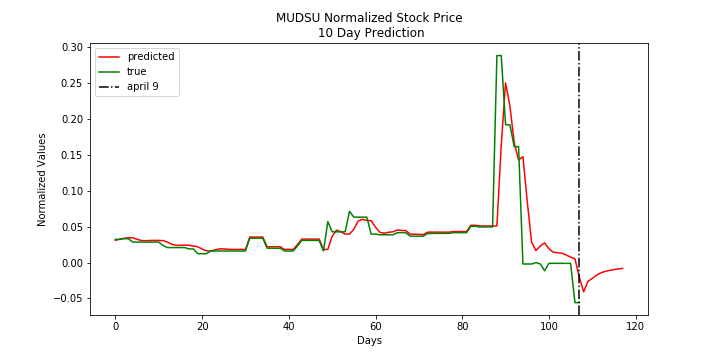 MUDSU Normalized Stock Price
10 Day Prediction
predicted
true
april 9
Normalized Values
0.30
0.25
0.20
0.15
0.10
0.05
0.00
−0.05
0 20 40 60 80 100 120
Days